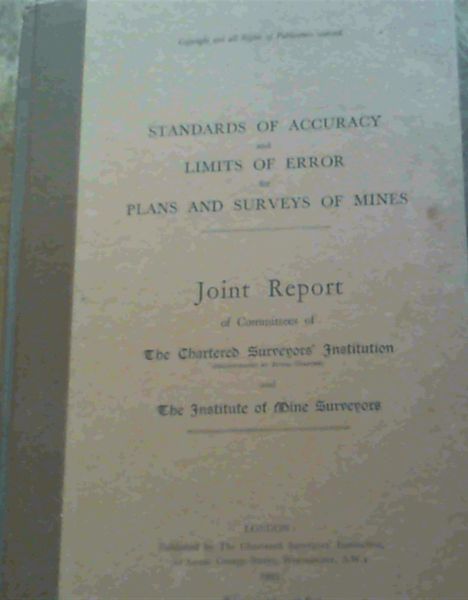 Copyright and all Rights of Publication reserved
STANDARDS OF ACCURACY
and
LIMITS OF ERROR
for
PLANS AND SURVEYS OF MINES
Joint Report
of Committees of
The Chartered Surveyors' Institution
and
The Institute of Mine Surveyors
LONDON
Published by The Chartered Surveyors' Institution,
Great George Street, Westminster, S.W.1